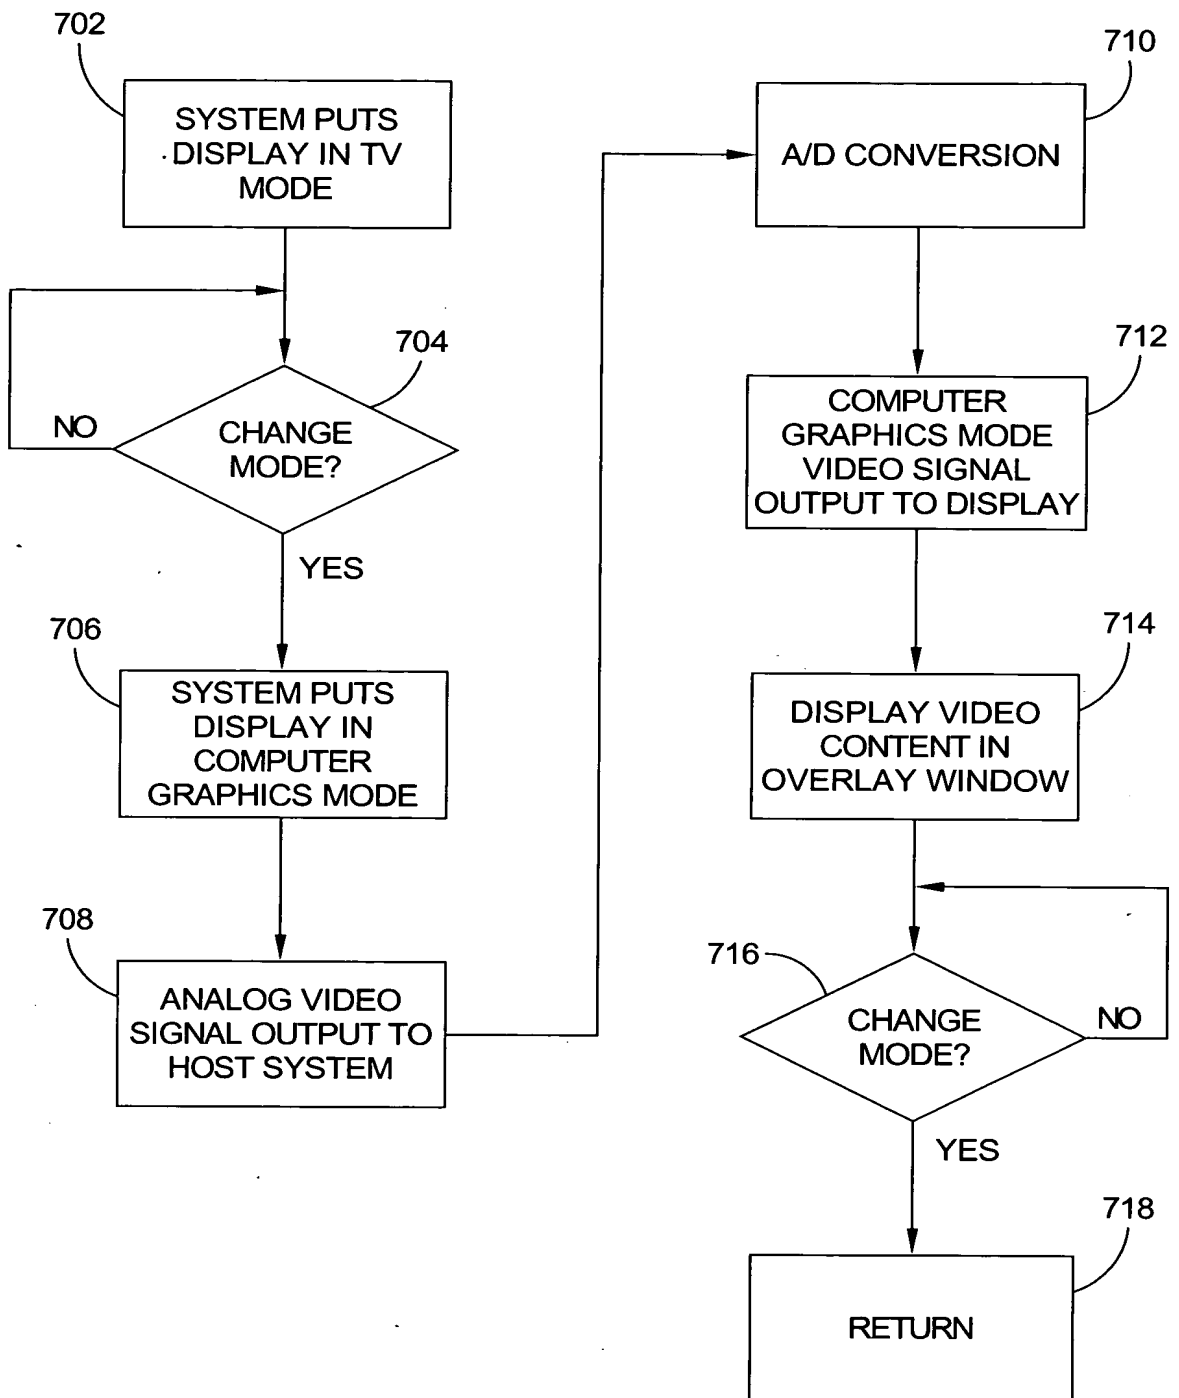 702
SYSTEM PUTS
DISPLAY IN TV
MODE
704
CHANGE
MODE?
NO
YES
706
SYSTEM PUTS
DISPLAY IN
COMPUTER
GRAPHICS MODE
708
ANALOG VIDEO
SIGNAL OUTPUT TO
HOST SYSTEM
710
A/D CONVERSION
712
COMPUTER
GRAPHICS MODE
VIDEO SIGNAL
OUTPUT TO DISPLAY
714
DISPLAY VIDEO
CONTENT IN
OVERLAY WINDOW
716
CHANGE
MODE?
NO
YES
718
RETURN